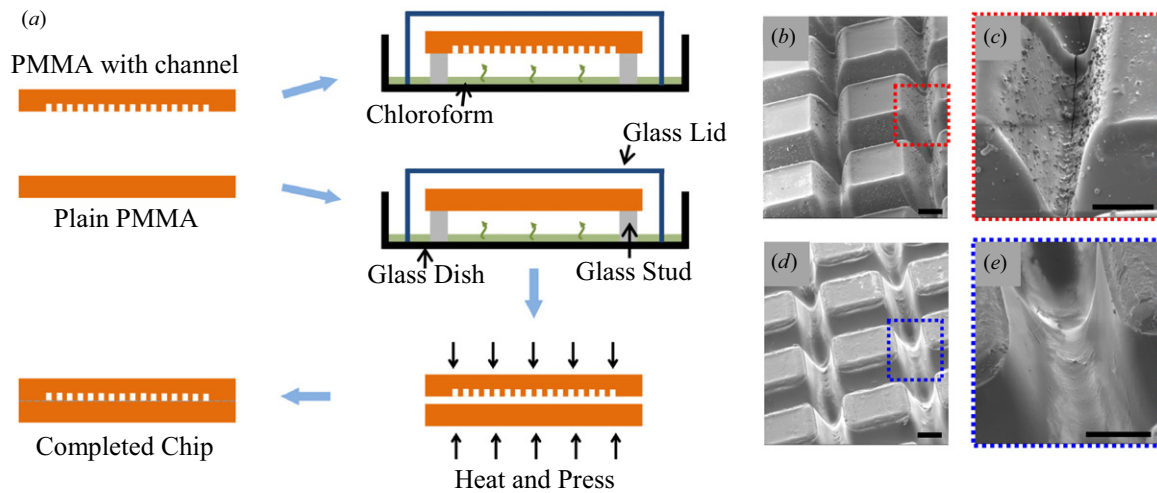 (a)
PMMA with channel
Chloroform
Glass Lid
Plain PMMA
Glass Dish
Glass Stud
Completed Chip
Heat and Press
(b)
(c)
(d)
(e)